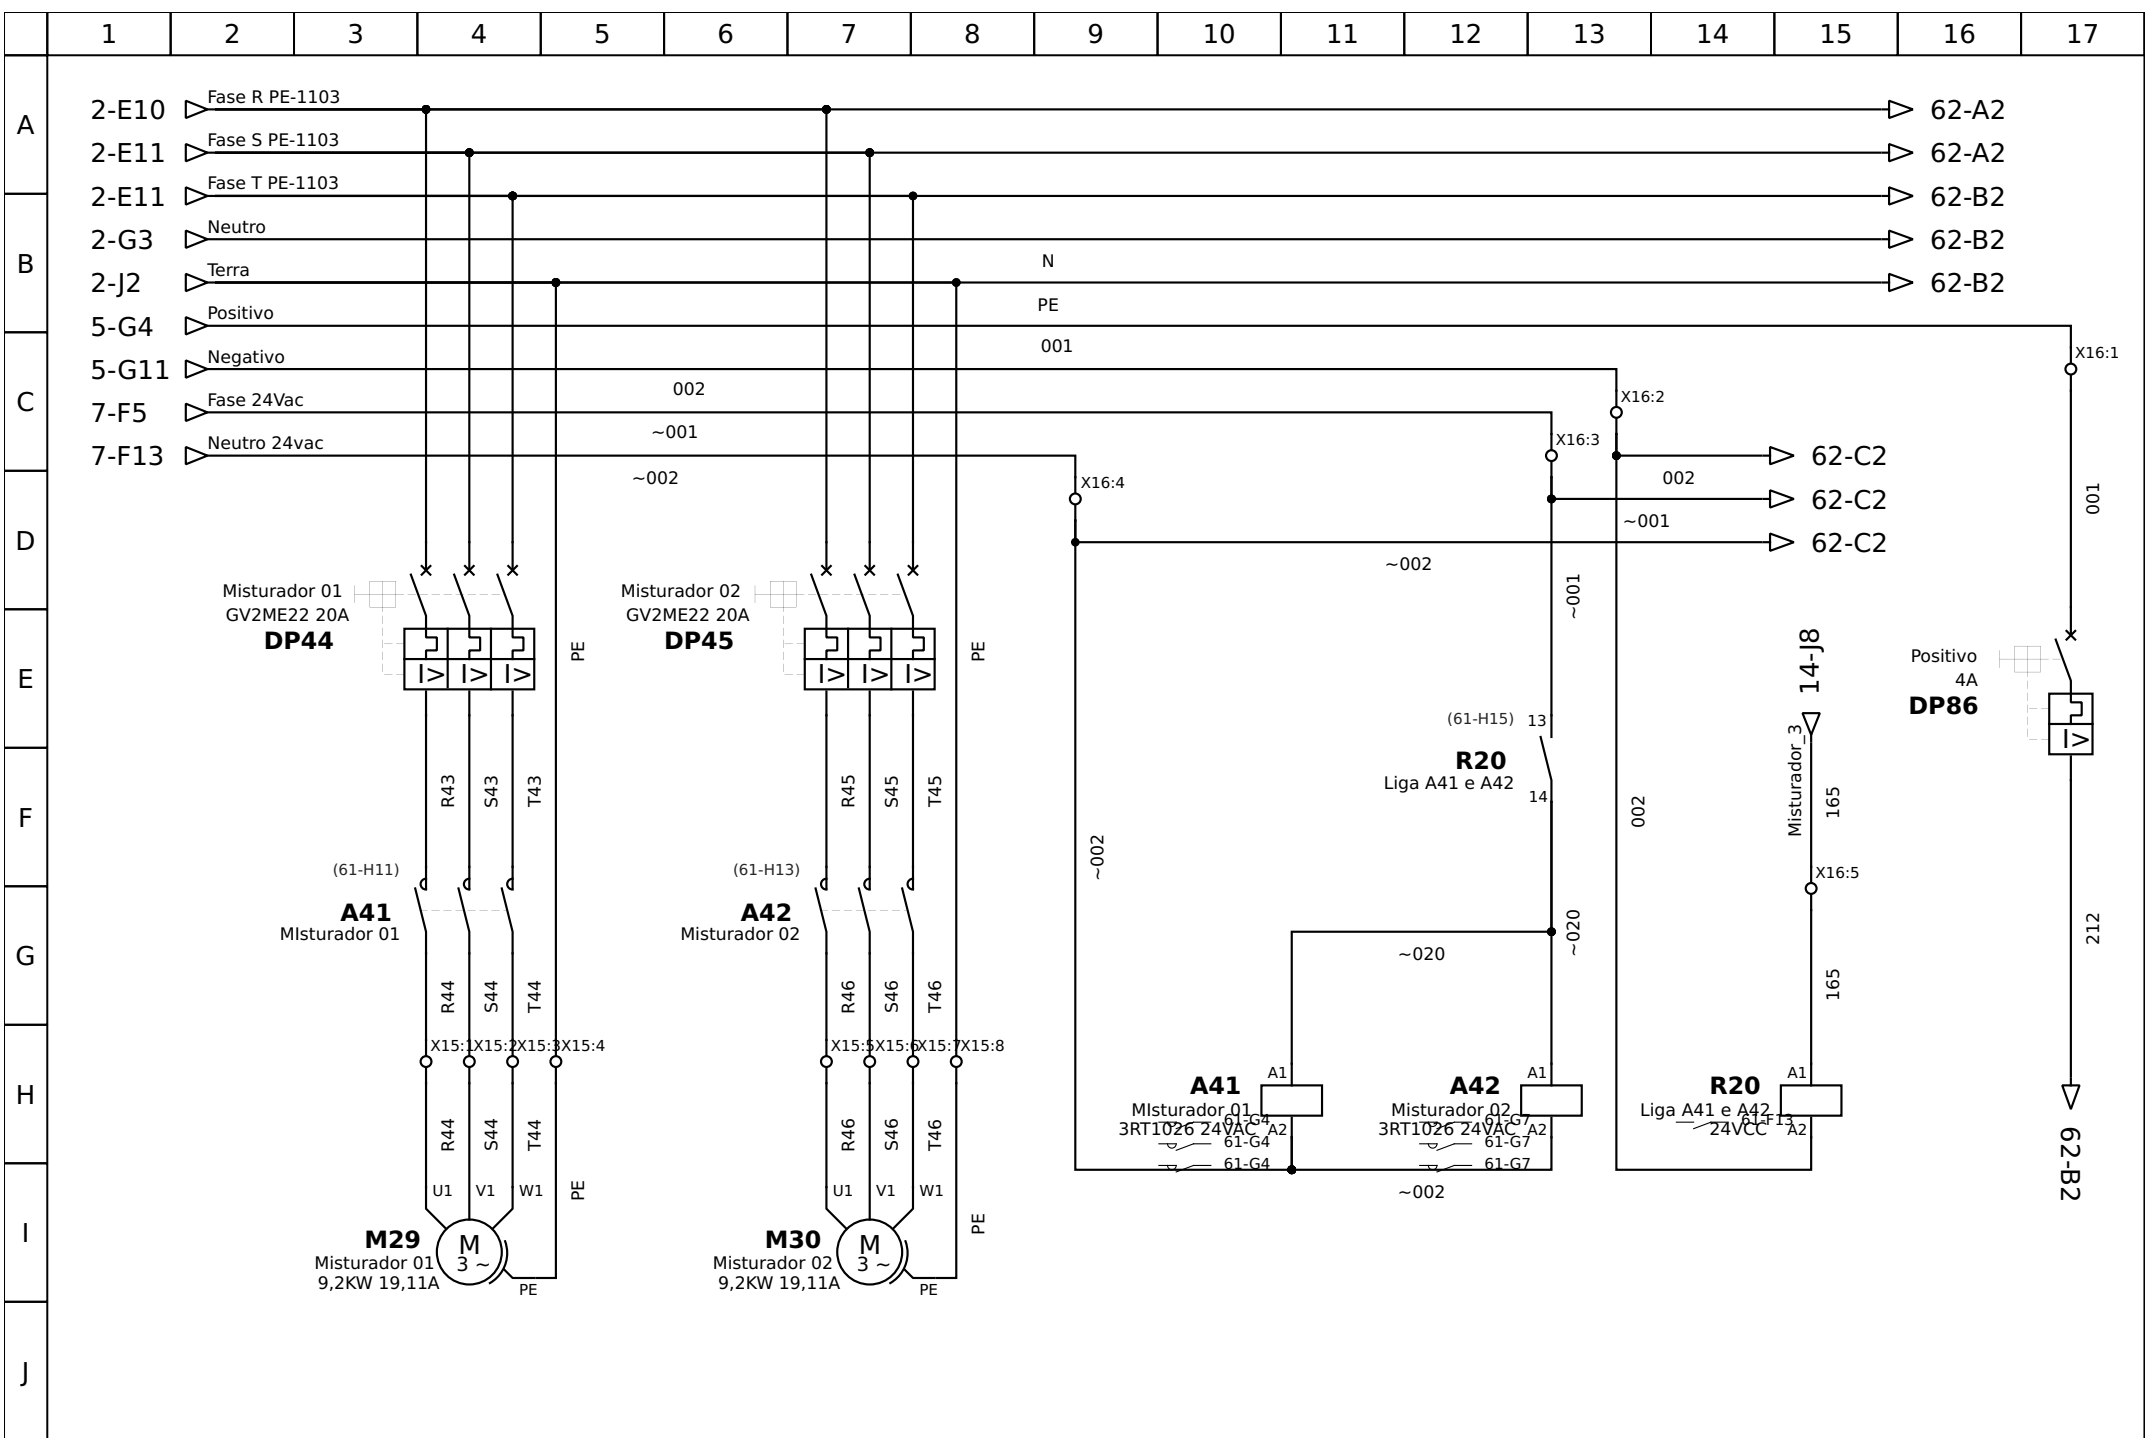 1 2 3 4 5 6 7 8 9 10 11 12 13 14 15 16 17
A
2-E10 Fase R PE-1103 62-A2
2-E11 Fase S PE-1103 62-A2
2-E11 Fase T PE-1103 62-B2
B
2-G3 Neutro 62-B2
N
2-J2 Terra 62-B2
PE
5-G4 Positivo
001
X16:1
5-G11 Negativo
002
X16:2
C
7-F5 Fase 24Vac
~001
X16:3
7-F13 Neutro 24vac 62-C2
~002
X16:4
002
62-C2
001
~001
D
62-C2
~002
Misturador 01
GV2ME22 20A
DP44
I>
I>
I>
PE
Misturador 02
GV2ME22 20A
DP45
I>
I>
I>
PE
~001
14-J8
Positivo
4A
DP86
I>
E
(61-H15) 13
R20
Liga A41 e A42
14
Misturador_3
165
002
F
R43 S43 T43
R45 S45 T45
~002
(61-H11)
A41
MIsturador 01
(61-H13)
A42
Misturador 02
X16:5
~020
~020
212
G
R44 S44 T44
R46 S46 T46
165
X15:1 X15:2 X15:3 X15:4
X15:5 X15:6 X15:7 X15:8
H
A41
MIsturador 01
3RT1026 24VAC
A1
A2
61-G4
61-G4
61-G4
A42
Misturador 02
3RT1026 24VAC
A1
A2
61-G7
61-G7
61-G7
R20
Liga A41 e A42
24VCC
A1
A2
61-F13
62-B2
R44 S44 T44
R46 S46 T46
~002
U1 V1 W1
PE
U1 V1 W1
PE
I
M29
Misturador 01
9,2KW 19,11A
M
3 ~
PE
M30
Misturador 02
9,2KW 19,11A
M
3 ~
PE
J